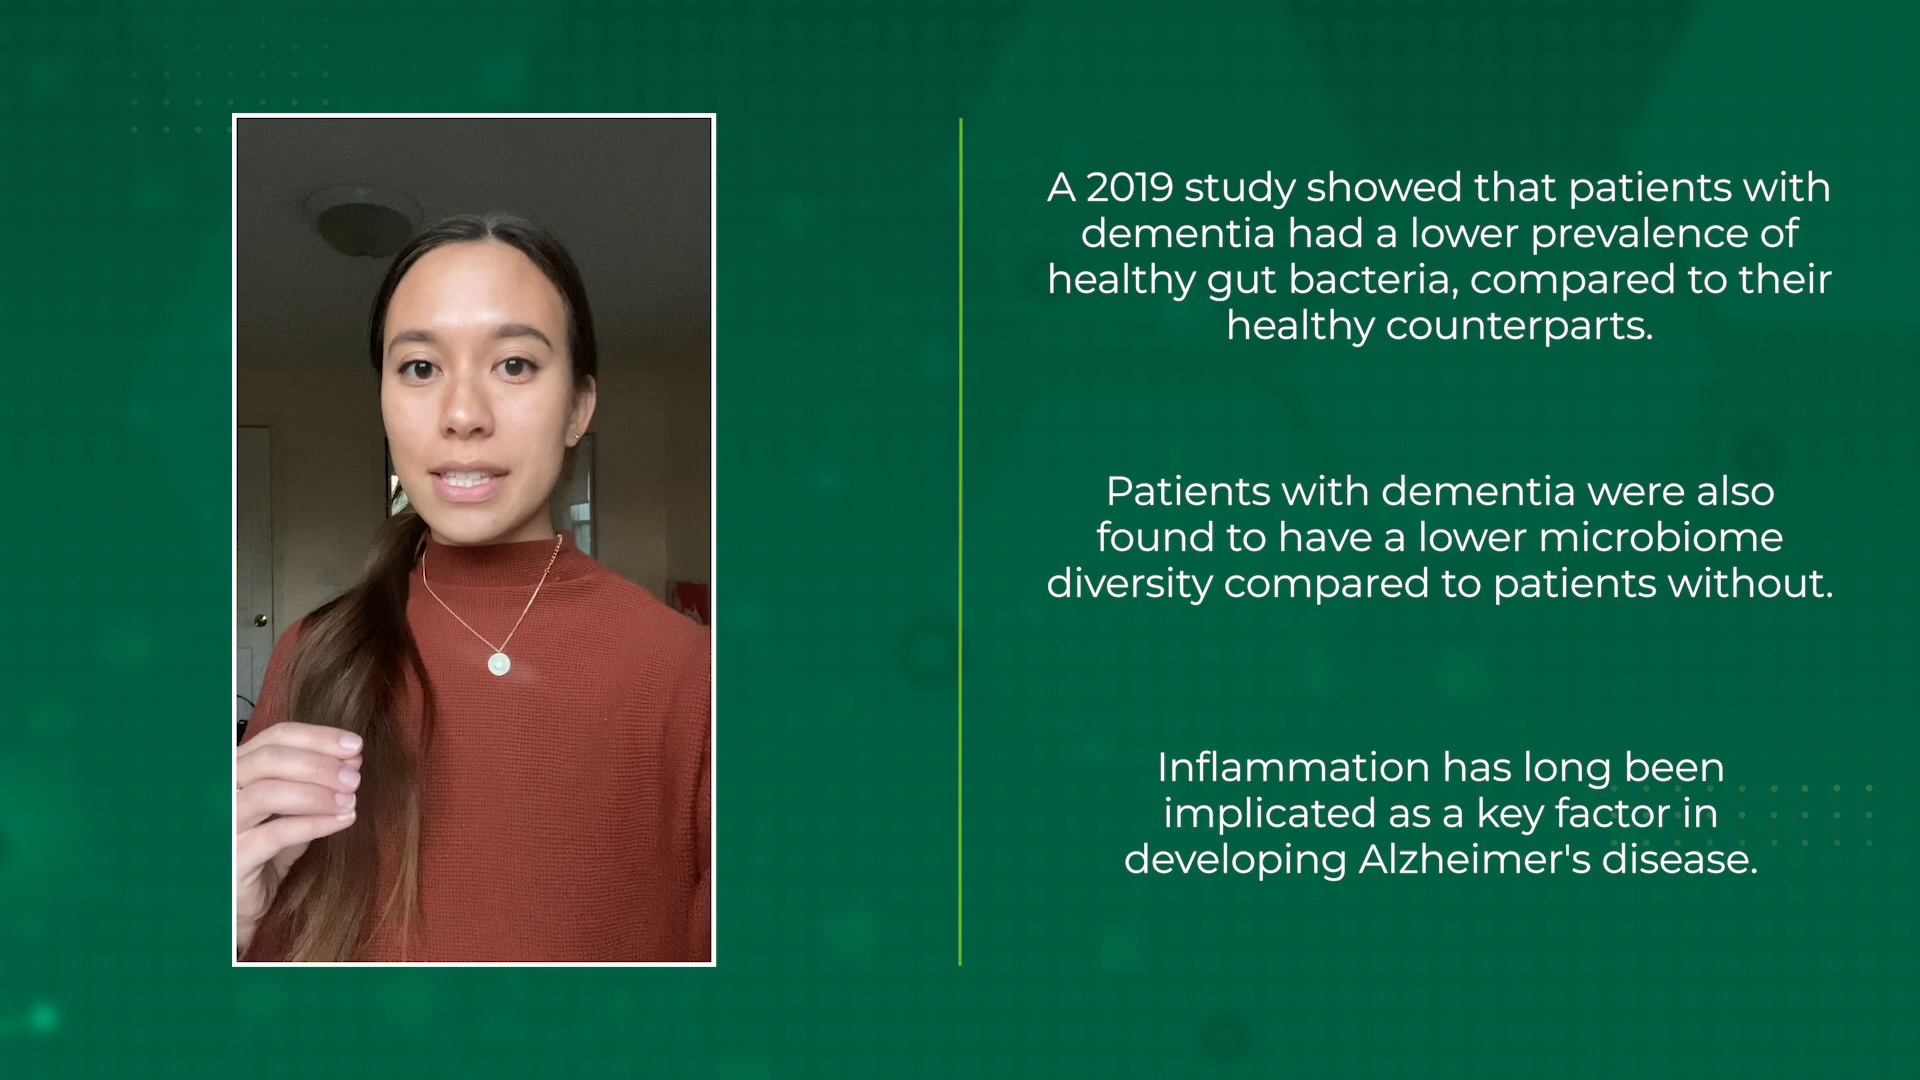 A 2019 study showed that patients with
dementia had a lower prevalence of
healthy gut bacteria, compared to their
healthy counterparts.
Patients with dementia were also
found to have a lower microbiome
diversity compared to patients without.
Inflammation has long been
implicated as a key factor in
developing Alzheimer's disease.